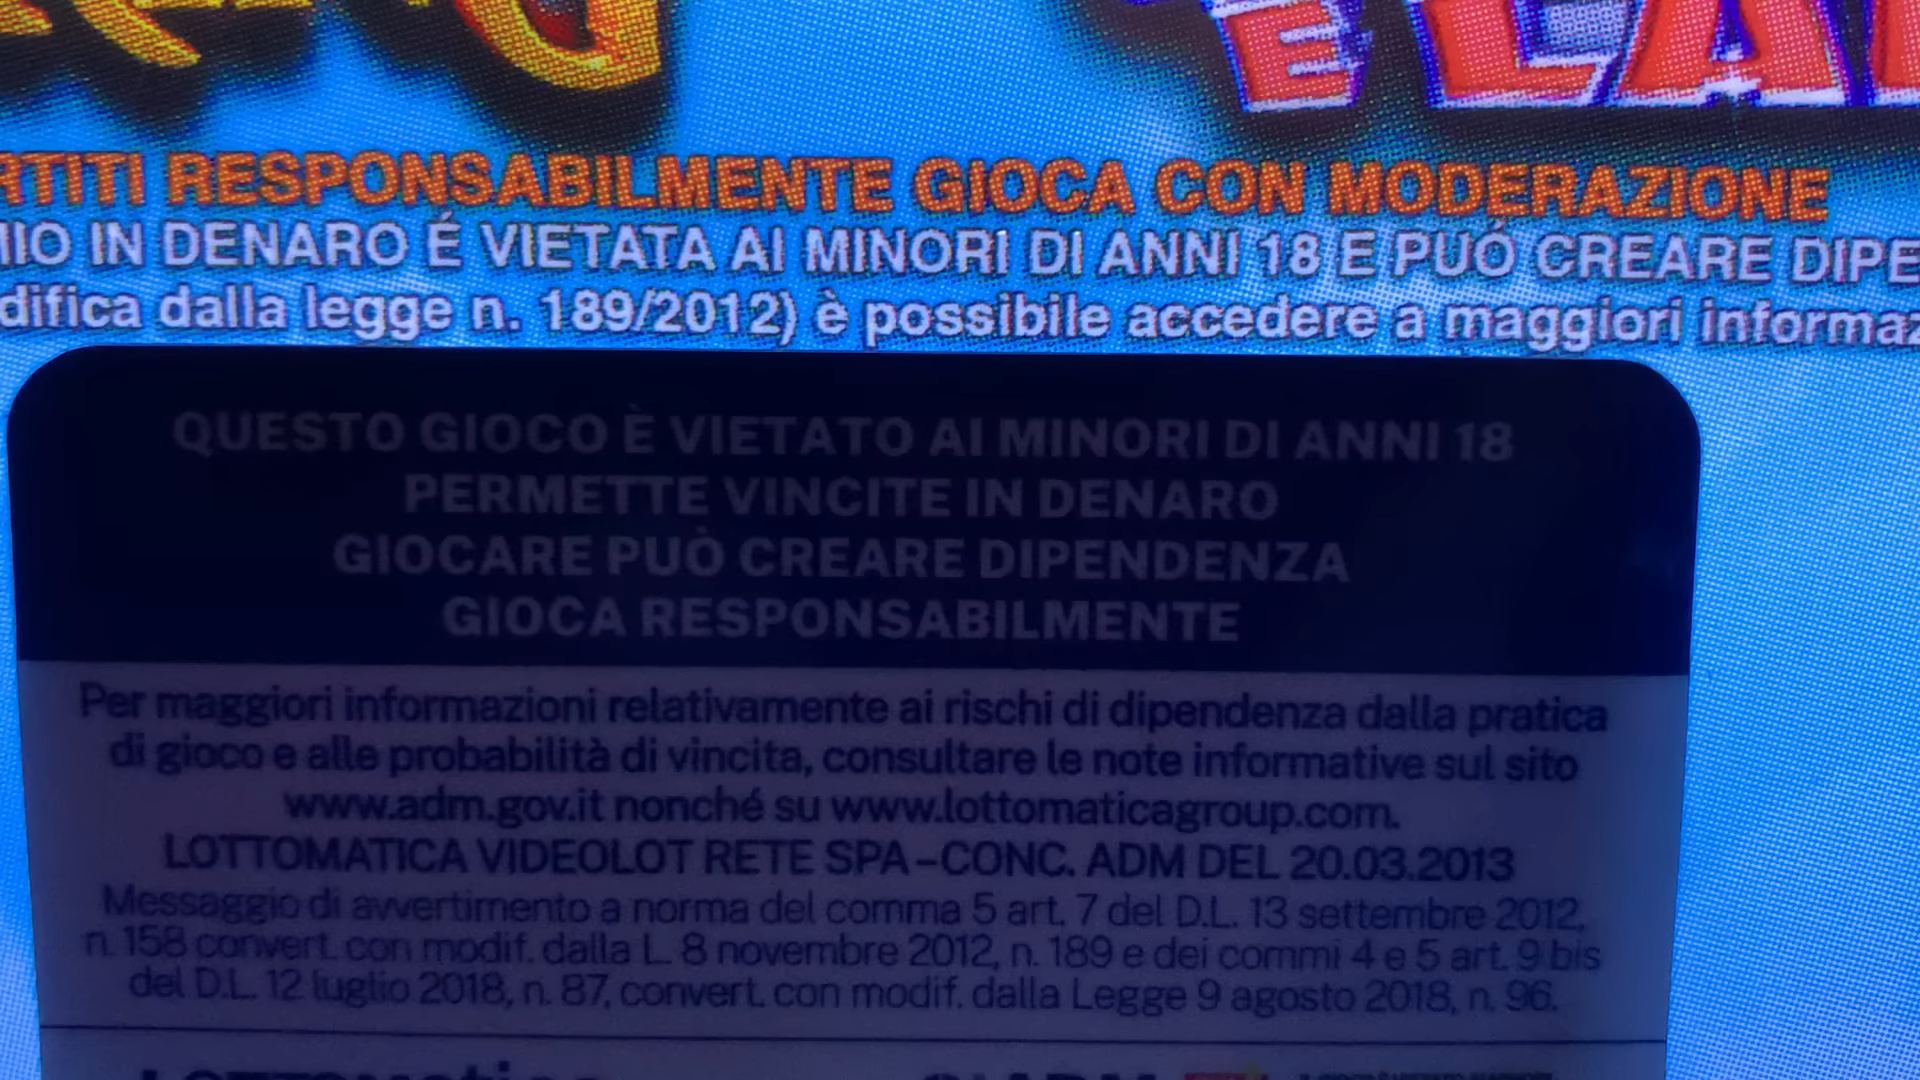 E LA
RTITI RESPONSABILMENTE GIOCA CON MODERAZIONE
IO IN DENARO É VIETATA AI MINORI DI ANNI 18 E PUÓ CREARE DIPE
difica dalla legge n. 189/2012) è possibile accedere a maggiori informaz
QUESTO GIOCO È VIETATO AI MINORI DI ANNI 18
PERMETTE VINCITE IN DENARO
GIOCARE PUÒ CREARE DIPENDENZA
GIOCA RESPONSABILMENTE
Per maggiori informazioni relativamente ai rischi di dipendenza dalla pratica
di gioco e alle probabilità di vincita, consultare le note informative sul sito
www.adm.gov.it nonché su www.lottomaticagroup.com.
LOTTOMATICA VIDEOLOT RETE SPA-CONC. ADM DEL 20.03.2013
Messaggio di avvertimento a norma del comma 5 art. 7 del D.L. 13 settembre 2012,
n. 158 convert. con modif. dalla L. 8 novembre 2012, n. 189 e dei commi 4 e 5 art. 9 bis
del D.L. 12 luglio 2018, n. 87, convert. con modif. dalla Legge 9 agosto 2018, n. 96.